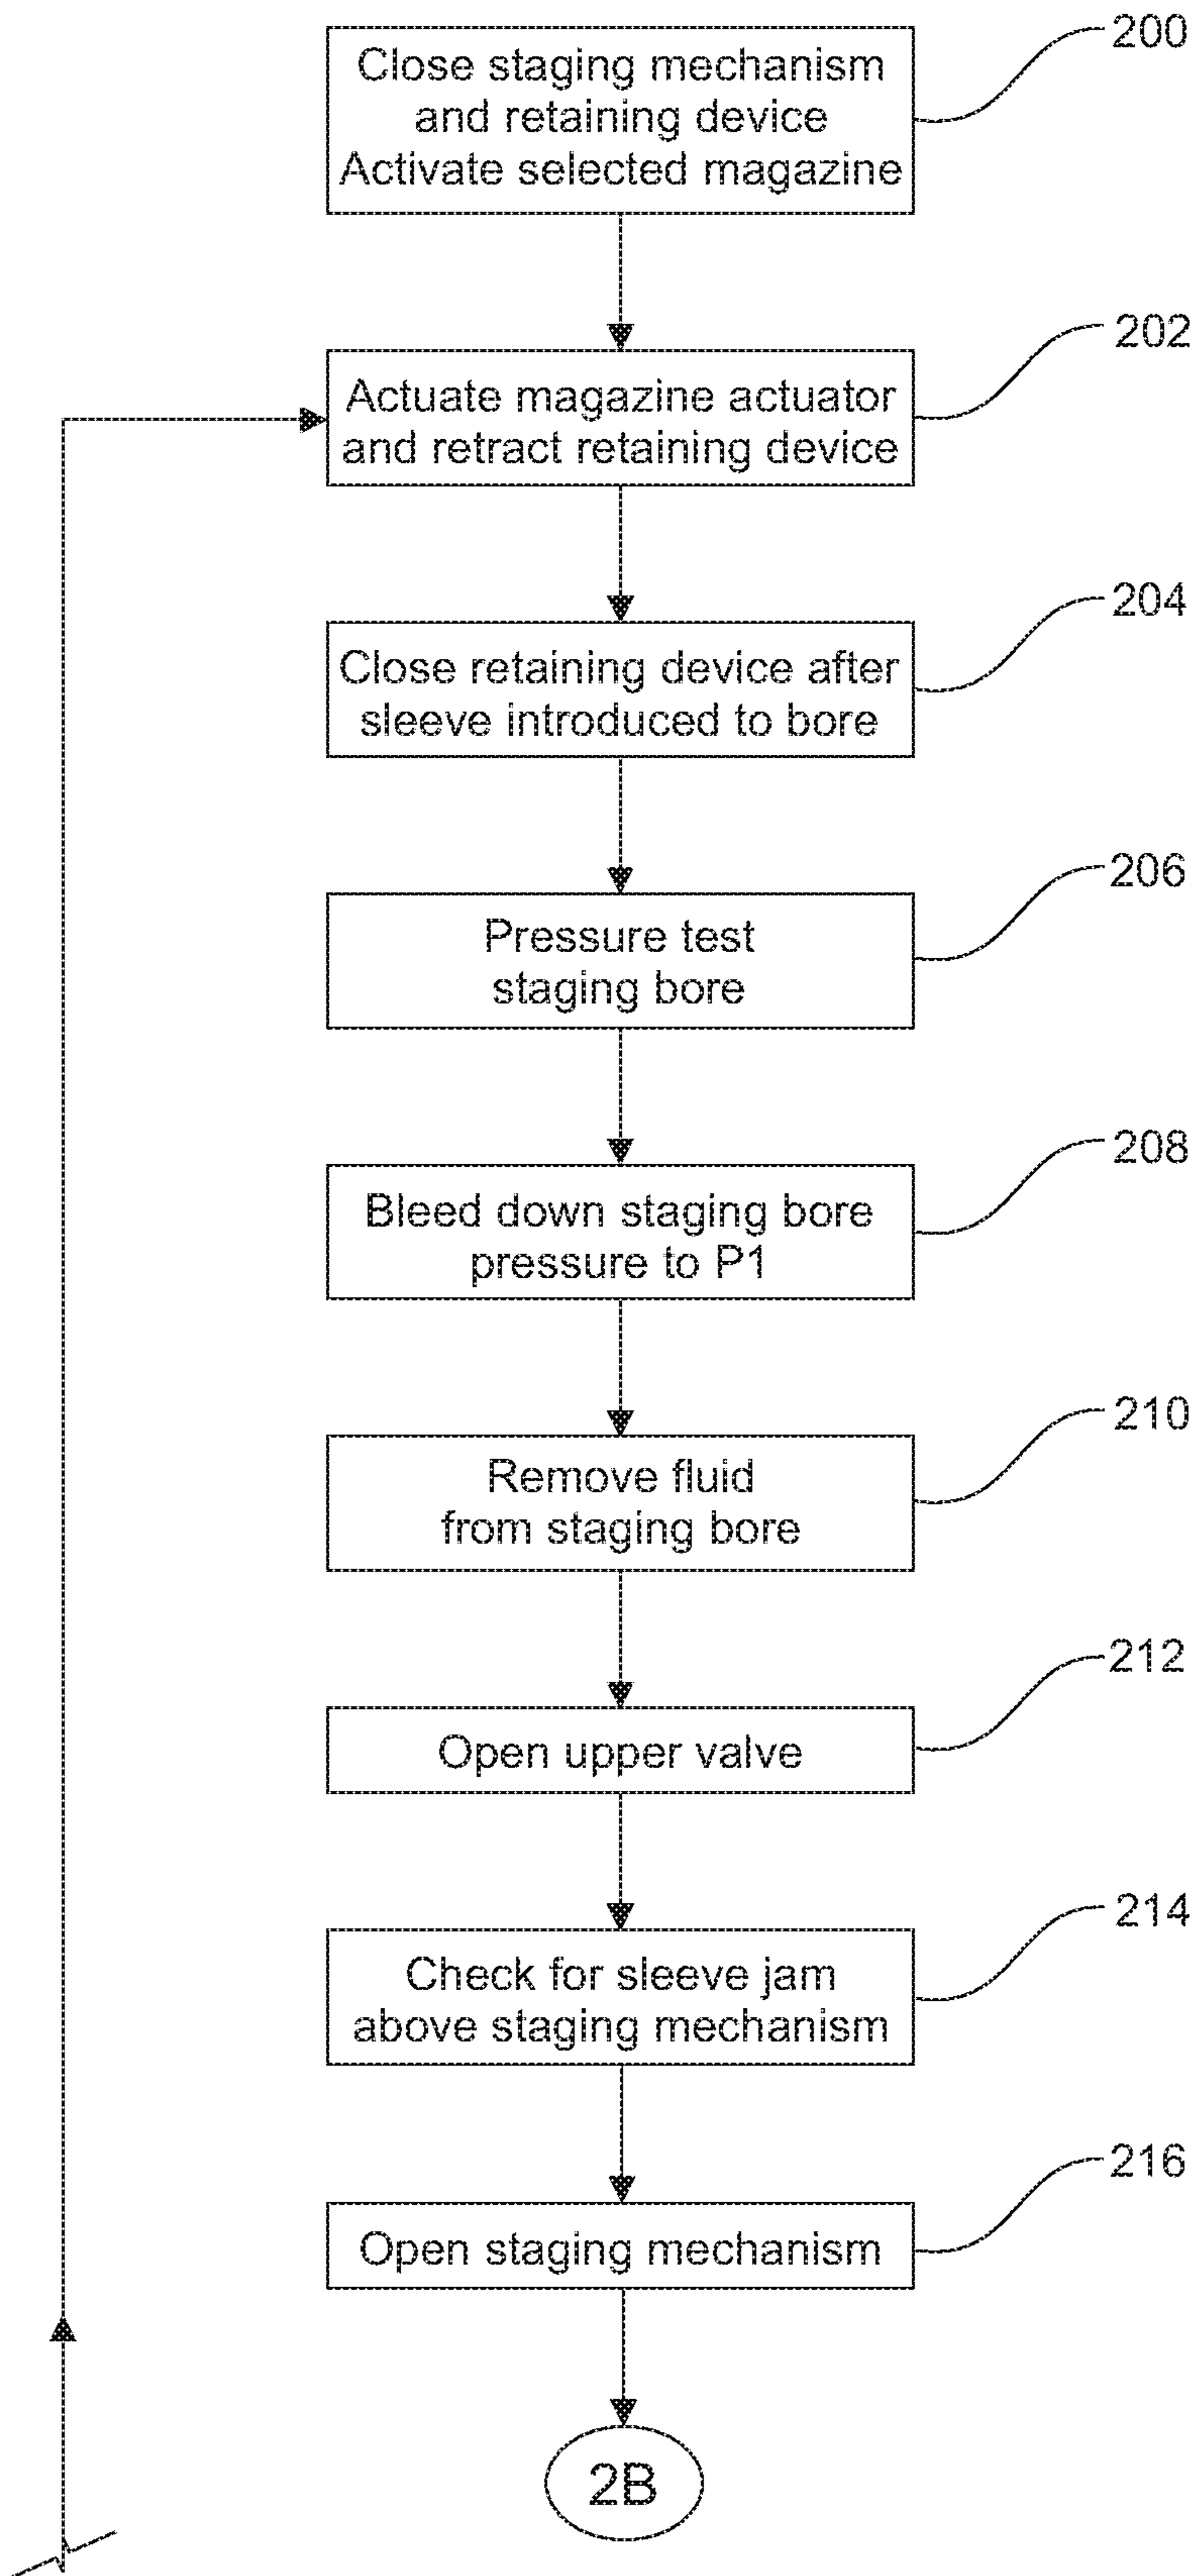 200
Close staging mechanism
and retaining device
Activate selected magazine
202
Actuate magazine actuator
and retract retaining device
204
Close retaining device after
sleeve introduced to bore
206
Pressure test
staging bore
208
Bleed down staging bore
pressure to P1
210
Remove fluid
from staging bore
212
Open upper valve
214
Check for sleeve jam
above staging mechanism
216
Open staging mechanism
2B